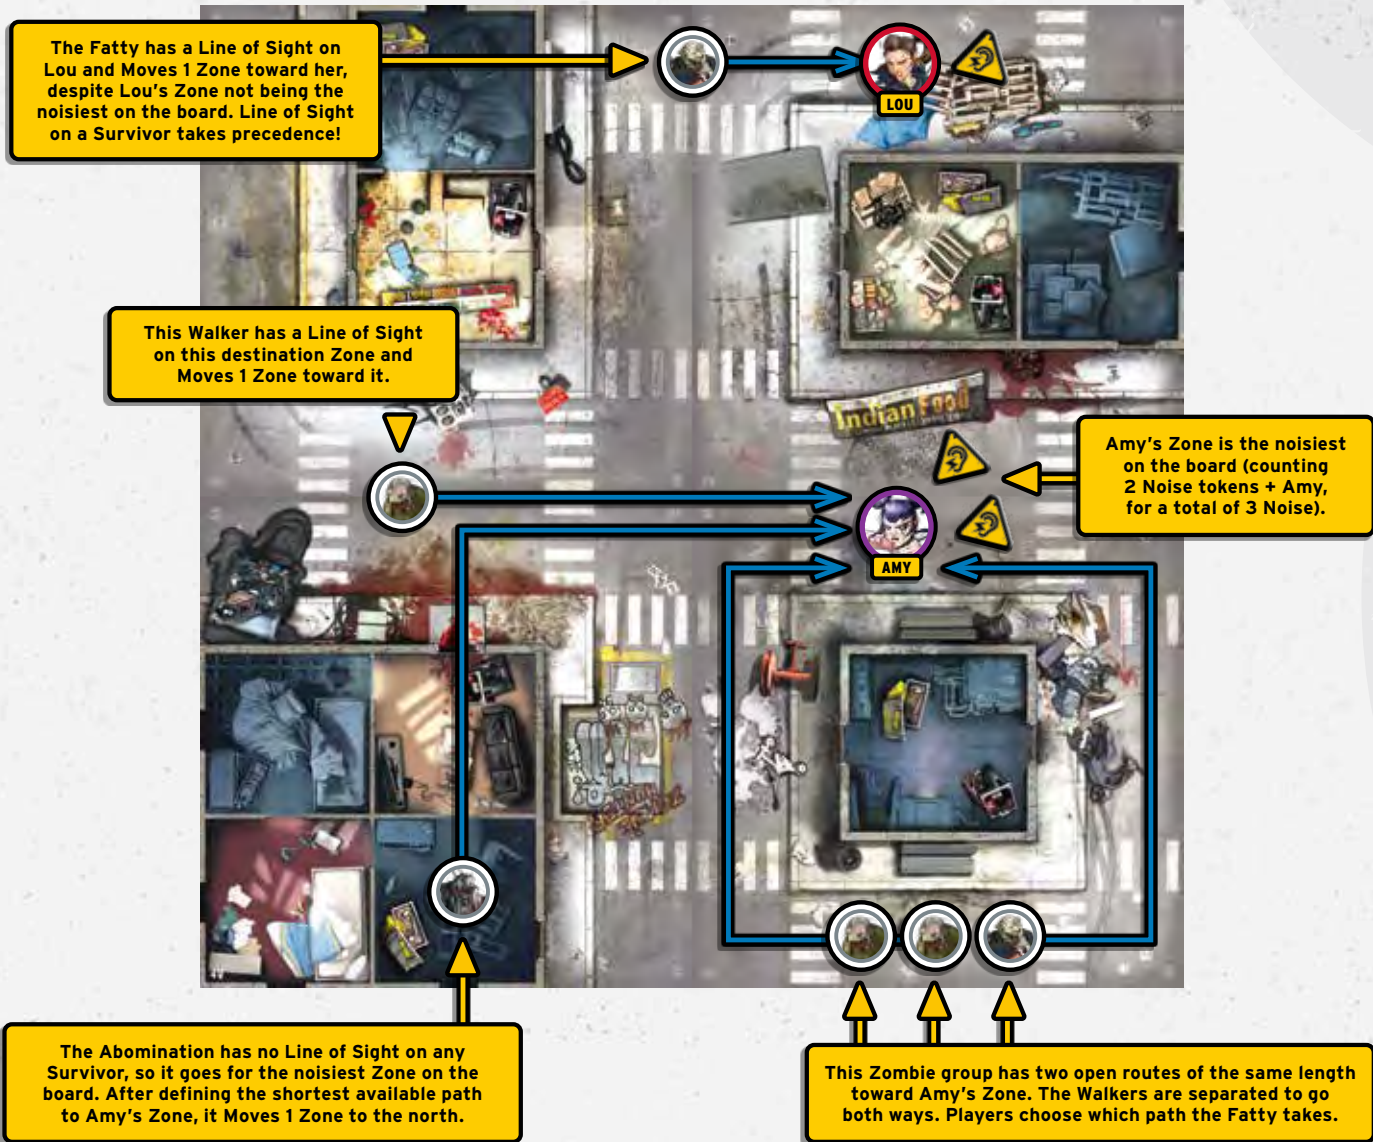 The Fatty has a Line of Sight on
Lou and Moves 1 Zone toward her,
despite Lou's Zone not being the
noisiest on the board. Line of Sight
on a Survivor takes precedence!
LOU
This Walker has a Line of Sight
on this destination Zone and
Moves 1 Zone toward it.
Indian Food
Amy's Zone is the noisiest
on the board (counting
2 Noise tokens + Amy,
for a total of 3 Noise).
AMY
The Abomination has no Line of Sight on any
Survivor, so it goes for the noisiest Zone on the
board. After defining the shortest available path
to Amy's Zone, it Moves 1 Zone to the north.
This Zombie group has two open routes of the same length
toward Amy's Zone. The Walkers are separated to go
both ways. Players choose which path the Fatty takes.